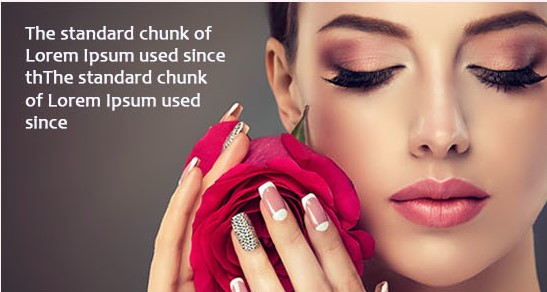 The standard chunk of
Lorem Ipsum used since
thThe standard chunk
of Lorem Ipsum used
since